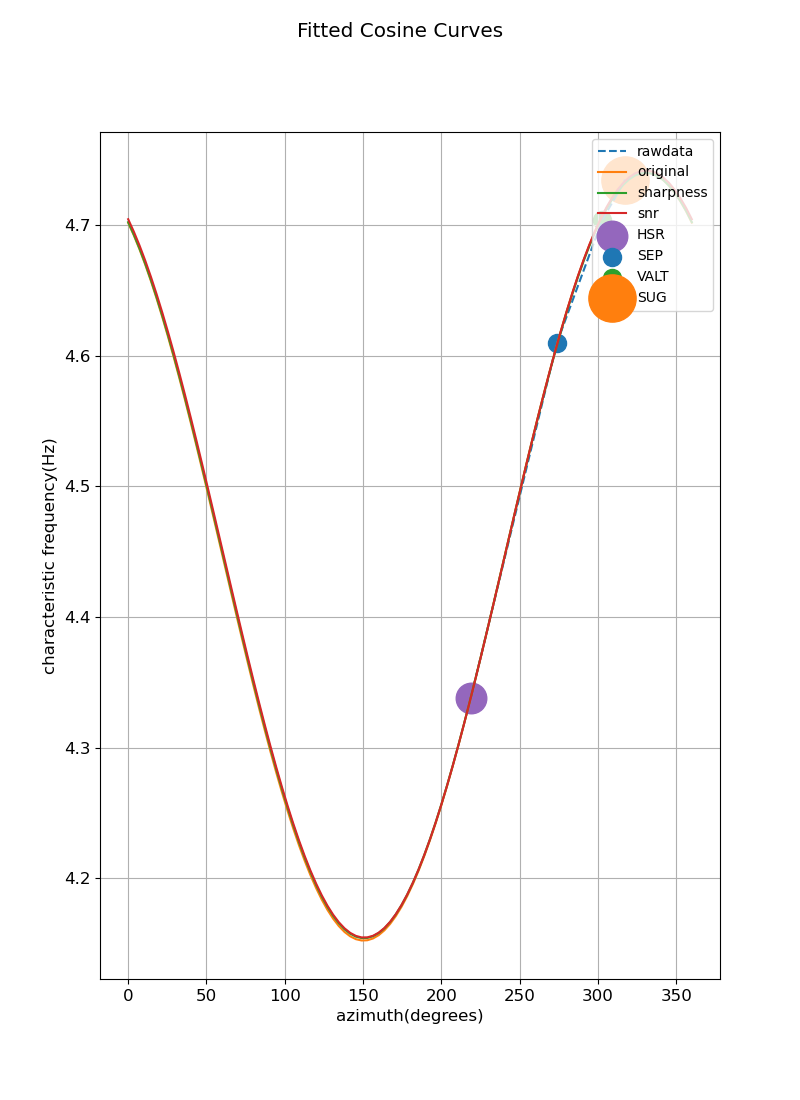 Fitted Cosine Curves
rawdata
original
sharpness
snr
HSR
SEP
VALT
SUG
4.7
4.6
4.5
4.4
4.3
4.2
characteristic frequency(Hz)
0 50 100 150 200 250 300 350
azimuth(degrees)